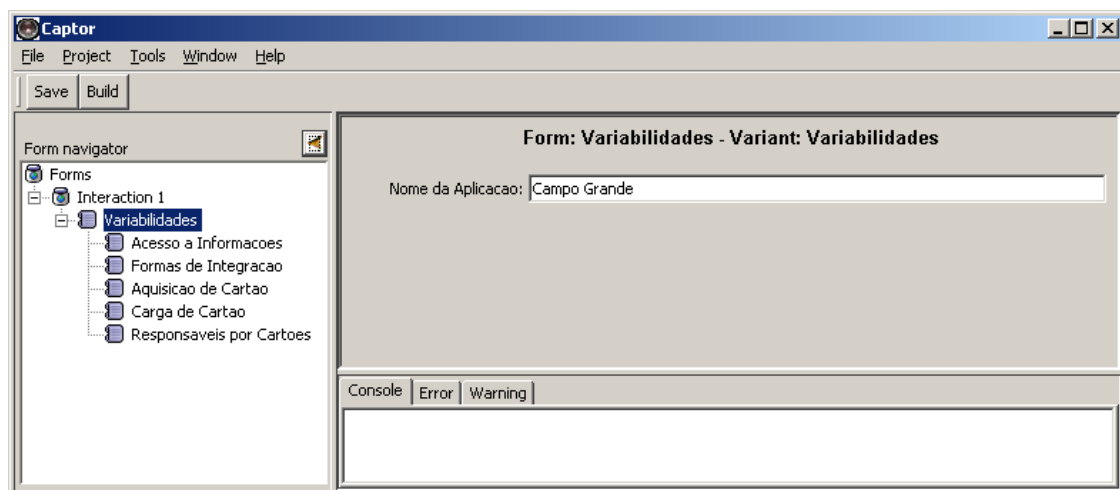 Captor
File Project Tools Window Help
Save Build
Form navigator
Forms
Interaction 1
Variabilidades
Acesso a Informacoes
Formas de Integracao
Aquisicao de Cartao
Carga de Cartao
Responsaveis por Cartoes
Form: Variabilidades - Variant: Variabilidades
Nome da Aplicacao: Campo Grande
Console Error Warning